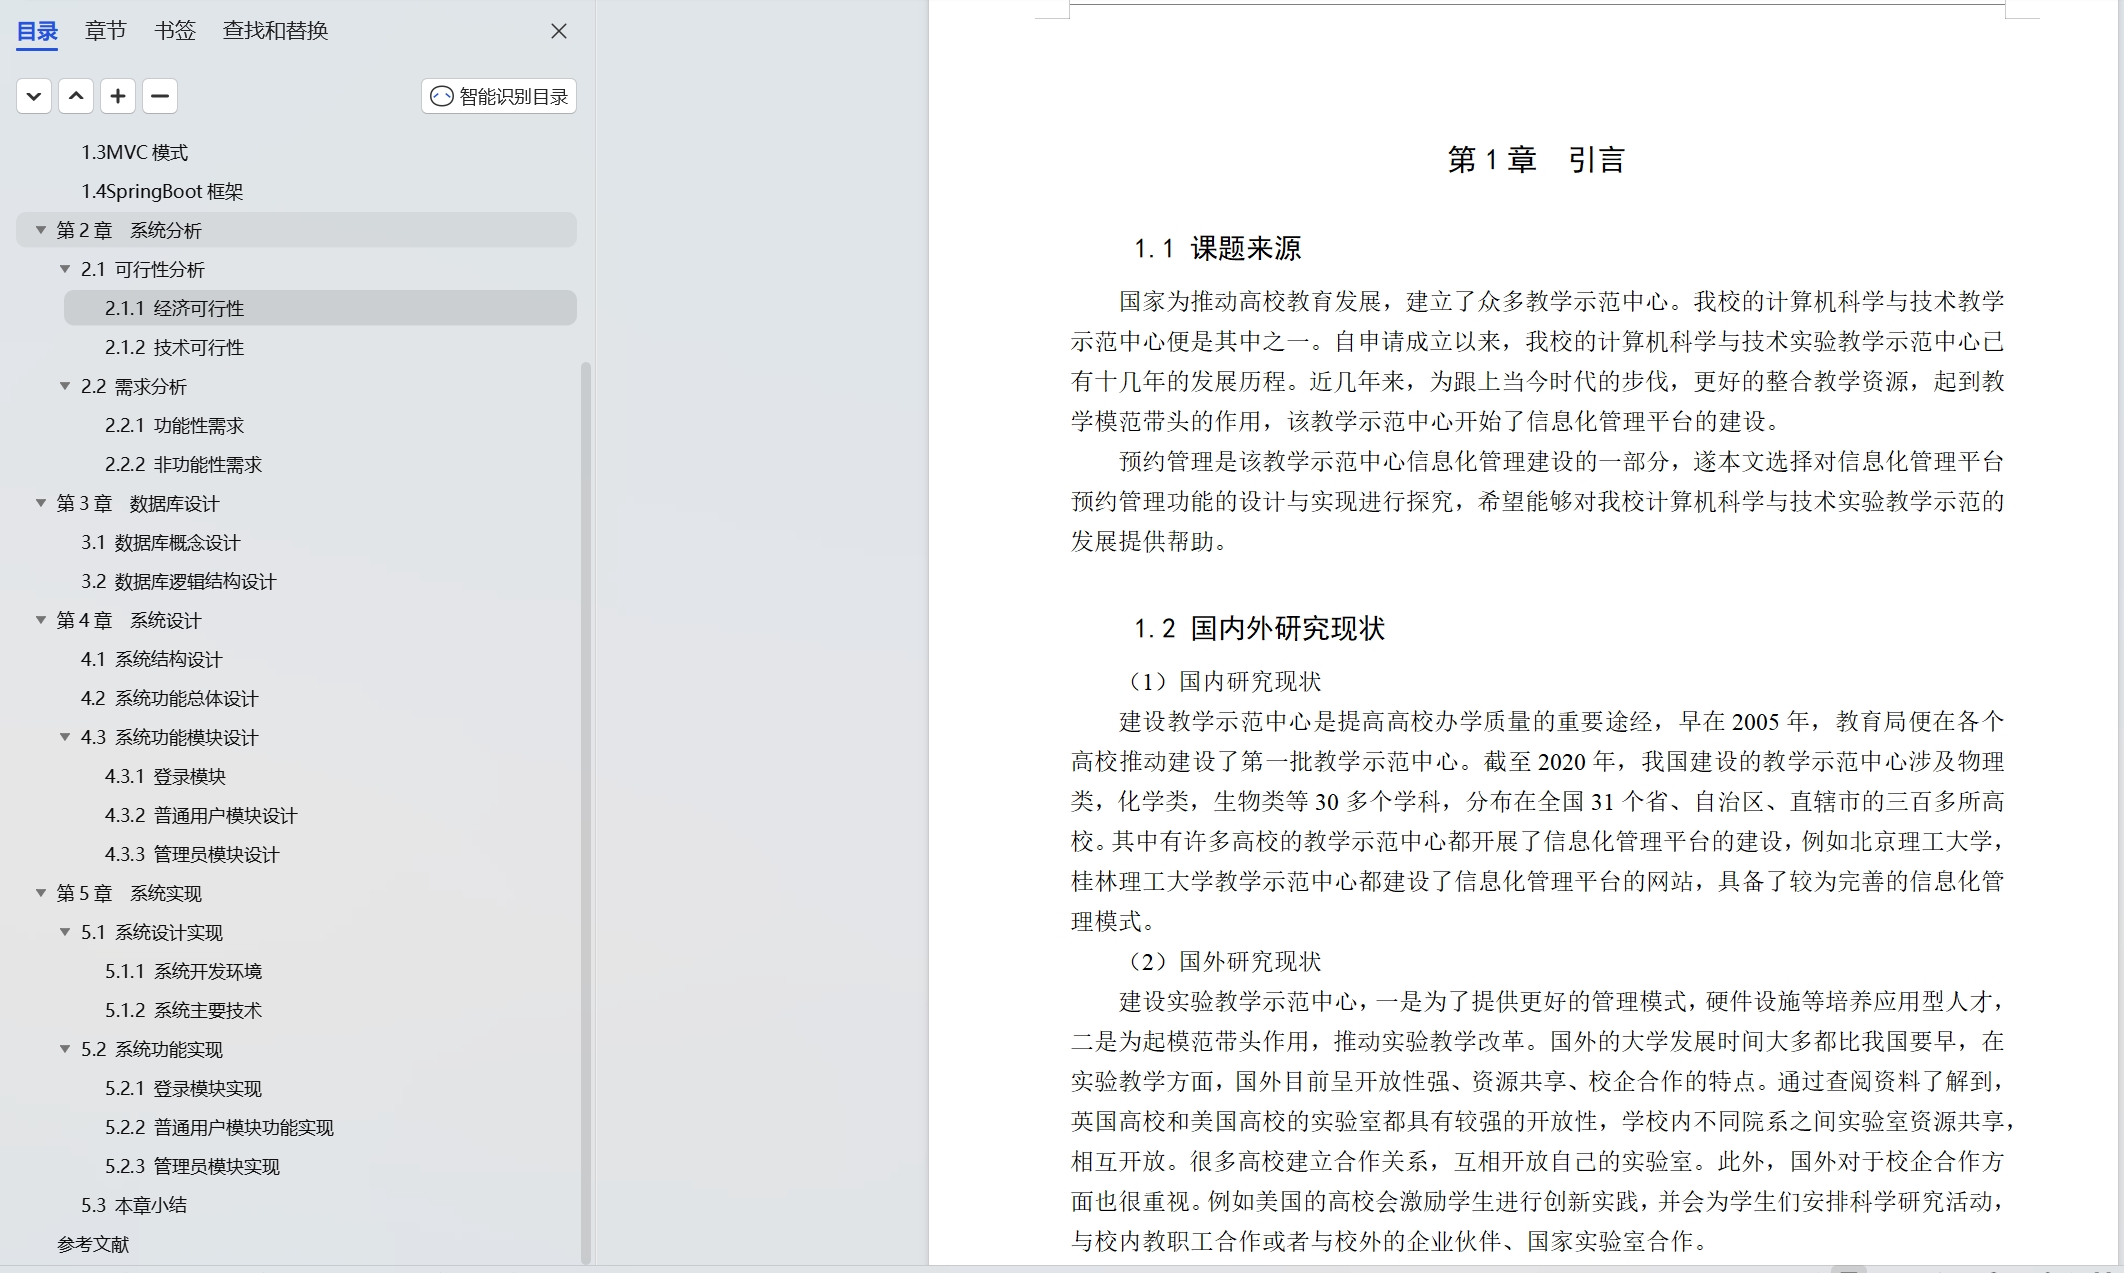 目录 章节 书签 查找和替换
智能识别目录
1.3MVC 模式
1.4SpringBoot 框架
第 2 章　系统分析
2.1 可行性分析
2.1.1 经济可行性
2.1.2 技术可行性
2.2 需求分析
2.2.1 功能性需求
2.2.2 非功能性需求
第 3 章　数据库设计
3.1 数据库概念设计
3.2 数据库逻辑结构设计
第 4 章　系统设计
4.1 系统结构设计
4.2 系统功能总体设计
4.3 系统功能模块设计
4.3.1 登录模块
4.3.2 普通用户模块设计
4.3.3 管理员模块设计
第 5 章　系统实现
5.1 系统设计实现
5.1.1 系统开发环境
5.1.2 系统主要技术
5.2 系统功能实现
5.2.1 登录模块实现
5.2.2 普通用户模块功能实现
5.2.3 管理员模块实现
5.3 本章小结
参考文献
第 1 章　引言
1.1 课题来源
国家为推动高校教育发展，建立了众多教学示范中心。我校的计算机科学与技术教学
示范中心便是其中之一。自申请成立以来，我校的计算机科学与技术实验教学示范中心已
有十几年的发展历程。近几年来，为跟上当今时代的步伐，更好的整合教学资源，起到教
学模范带头的作用，该教学示范中心开始了信息化管理平台的建设。
预约管理是该教学示范中心信息化管理建设的一部分，遂本文选择对信息化管理平台
预约管理功能的设计与实现进行探究，希望能够对我校计算机科学与技术实验教学示范的
发展提供帮助。
1.2 国内外研究现状
（1）国内研究现状
建设教学示范中心是提高高校办学质量的重要途经，早在 2005 年，教育局便在各个
高校推动建设了第一批教学示范中心。截至 2020 年，我国建设的教学示范中心涉及物理
类，化学类，生物类等 30 多个学科，分布在全国 31 个省、自治区、直辖市的三百多所高
校。其中有许多高校的教学示范中心都开展了信息化管理平台的建设，例如北京理工大学，
桂林理工大学教学示范中心都建设了信息化管理平台的网站，具备了较为完善的信息化管
理模式。
（2）国外研究现状
建设实验教学示范中心，一是为了提供更好的管理模式，硬件设施等培养应用型人才，
二是为起模范带头作用，推动实验教学改革。国外的大学发展时间大多都比我国要早，在
实验教学方面，国外目前呈开放性强、资源共享、校企合作的特点。通过查阅资料了解到，
英国高校和美国高校的实验室都具有较强的开放性，学校内不同院系之间实验室资源共享，
相互开放。很多高校建立合作关系，互相开放自己的实验室。此外，国外对于校企合作方
面也很重视。例如美国的高校会激励学生进行创新实践，并会为学生们安排科学研究活动，
与校内教职工合作或者与校外的企业伙伴、国家实验室合作。